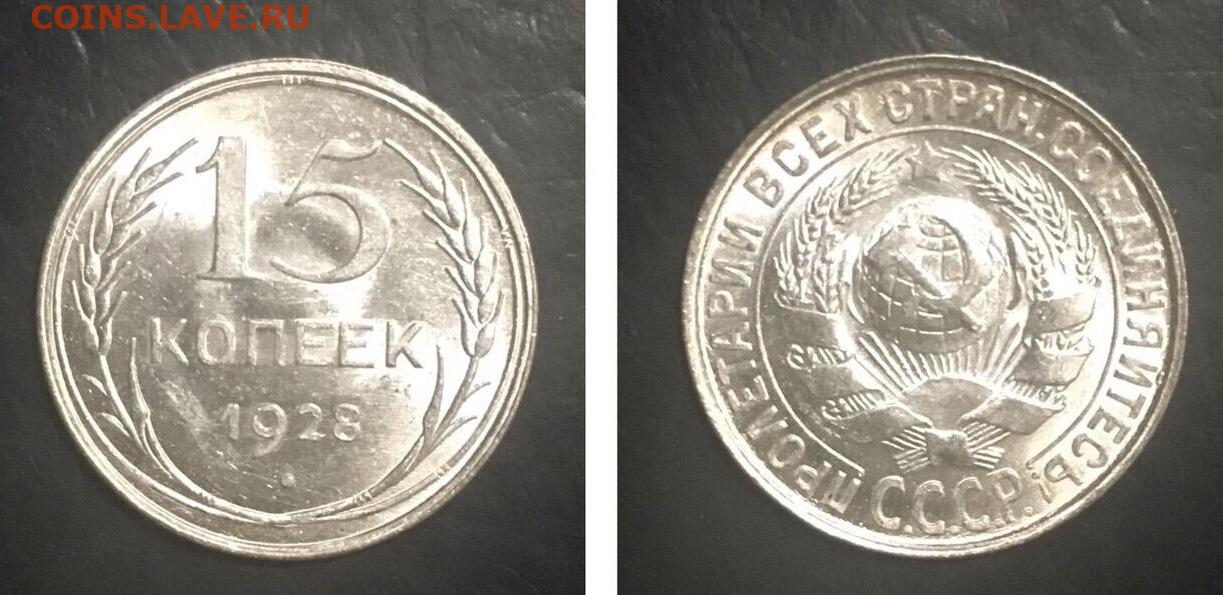 COINS.LAVE.RU
15
КОПЕЕК
1928
ПРОЛЕТАРИИ ВСЕХ СТРАН, СОЕДИНЯЙТЕСЬ!
С.С.С.Р.